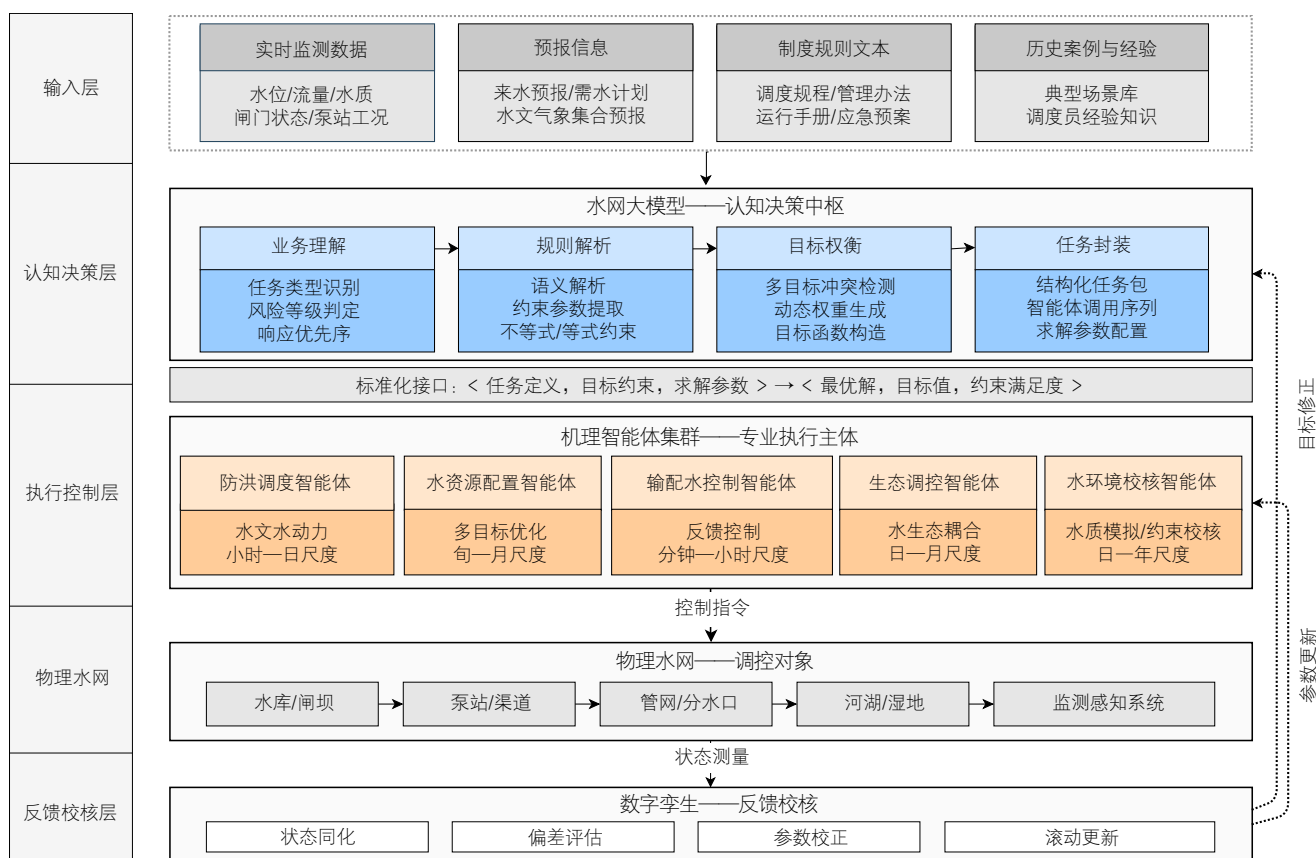 输入层
实时监测数据
水位/流量/水质
闸门状态/泵站工况
预报信息
来水预报/需水计划
水文气象集合预报
制度规则文本
调度规程/管理办法
运行手册/应急预案
历史案例与经验
典型场景库
调度员经验知识
认知决策层
水网大模型——认知决策中枢
业务理解
任务类型识别
风险等级判定
响应优先序
规则解析
语义解析
约束参数提取
不等式/等式约束
目标权衡
多目标冲突检测
动态权重生成
目标函数构造
任务封装
结构化任务包
智能体调用序列
求解参数配置
标准化接口：< 任务定义，目标约束，求解参数 > → < 最优解，目标值，约束满足度 >
执行控制层
机理智能体集群——专业执行主体
防洪调度智能体
水文水动力
小时—日尺度
水资源配置智能体
多目标优化
旬—月尺度
输配水控制智能体
反馈控制
分钟—小时尺度
生态调控智能体
水生态耦合
日—月尺度
水环境校核智能体
水质模拟/约束校核
日—年尺度
控制指令
物理水网
物理水网——调控对象
水库/闸坝
泵站/渠道
管网/分水口
河湖/湿地
监测感知系统
状态测量
反馈校核层
数字孪生——反馈校核
状态同化
偏差评估
参数校正
滚动更新
目标修正
参数更新